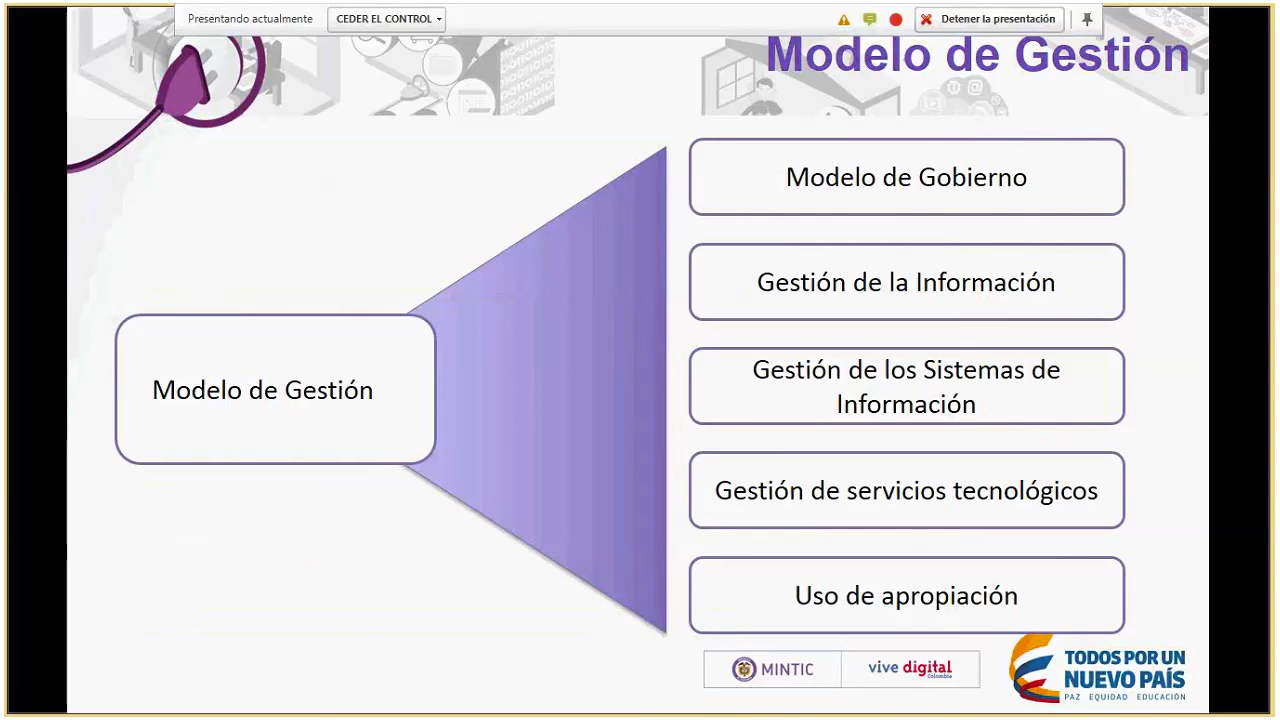 Presentando actualmente
CEDER EL CONTROL
Detener la presentación
Modelo de Gestión
Modelo de Gestión
Modelo de Gobierno
Gestión de la Información
Gestión de los Sistemas de
Información
Gestión de servicios tecnológicos
Uso de apropiación
MINTIC
vive digital
Colombia
TODOS POR UN
NUEVO PAÍS
PAZ EQUIDAD EDUCACIÓN